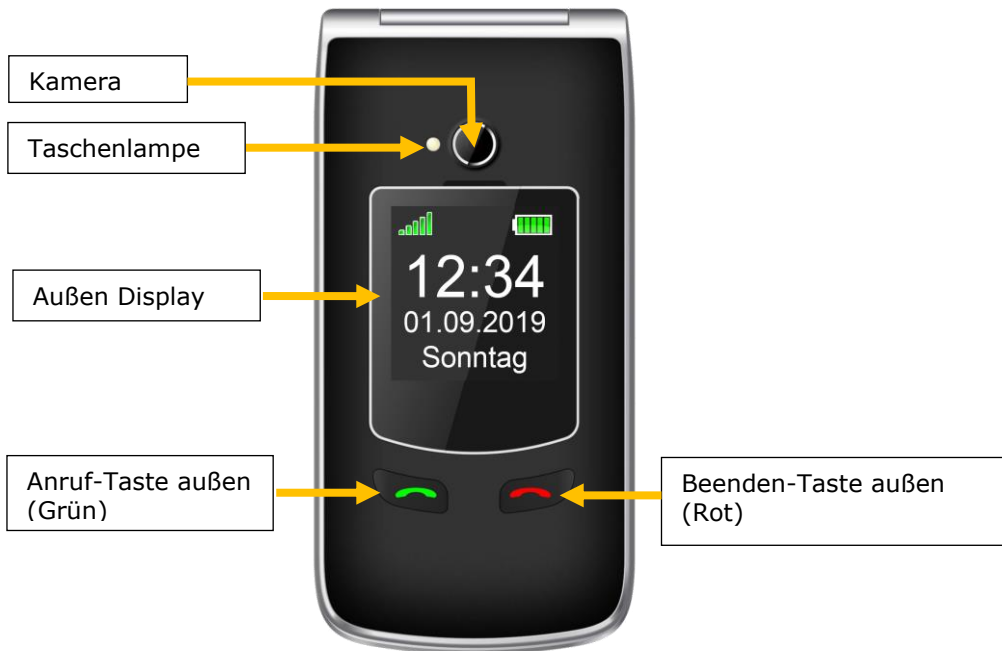 Kamera
Taschenlampe
Außen Display
12:34
01.09.2019
Sonntag
Anruf-Taste außen
(Grün)
Beenden-Taste außen
(Rot)